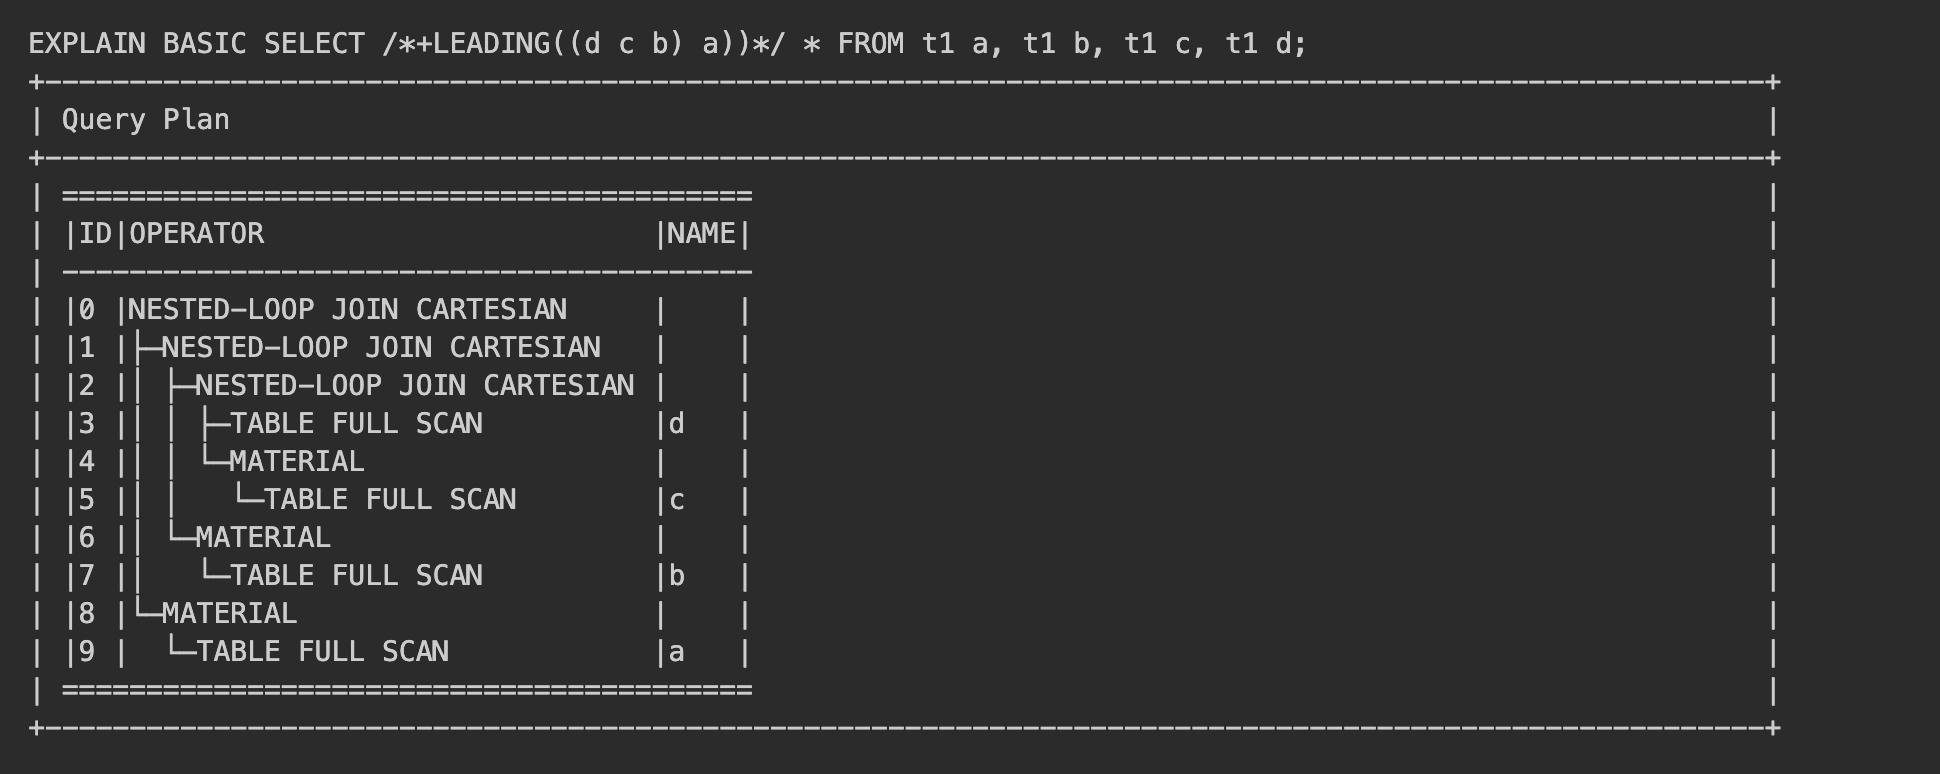 EXPLAIN BASIC SELECT /*+LEADING((d c b) a))*/ * FROM t1 a, t1 b, t1 c, t1 d;
+------------------------------------------------------------------------------------------------------+
| Query Plan                                                                                           |
+------------------------------------------------------------------------------------------------------+
| =========================================                                                            |
| |ID|OPERATOR                       |NAME|                                                            |
| -----------------------------------------                                                            |
| |0 |NESTED-LOOP JOIN CARTESIAN     |    |                                                            |
| |1 |├─NESTED-LOOP JOIN CARTESIAN   |    |                                                            |
| |2 |│ ├─NESTED-LOOP JOIN CARTESIAN |    |                                                            |
| |3 |│ │ ├─TABLE FULL SCAN          |d   |                                                            |
| |4 |│ │ └─MATERIAL                 |    |                                                            |
| |5 |│ │   └─TABLE FULL SCAN        |c   |                                                            |
| |6 |│ └─MATERIAL                   |    |                                                            |
| |7 |│   └─TABLE FULL SCAN          |b   |                                                            |
| |8 |└─MATERIAL                     |    |                                                            |
| |9 |  └─TABLE FULL SCAN            |a   |                                                            |
| =========================================                                                            |
+------------------------------------------------------------------------------------------------------+